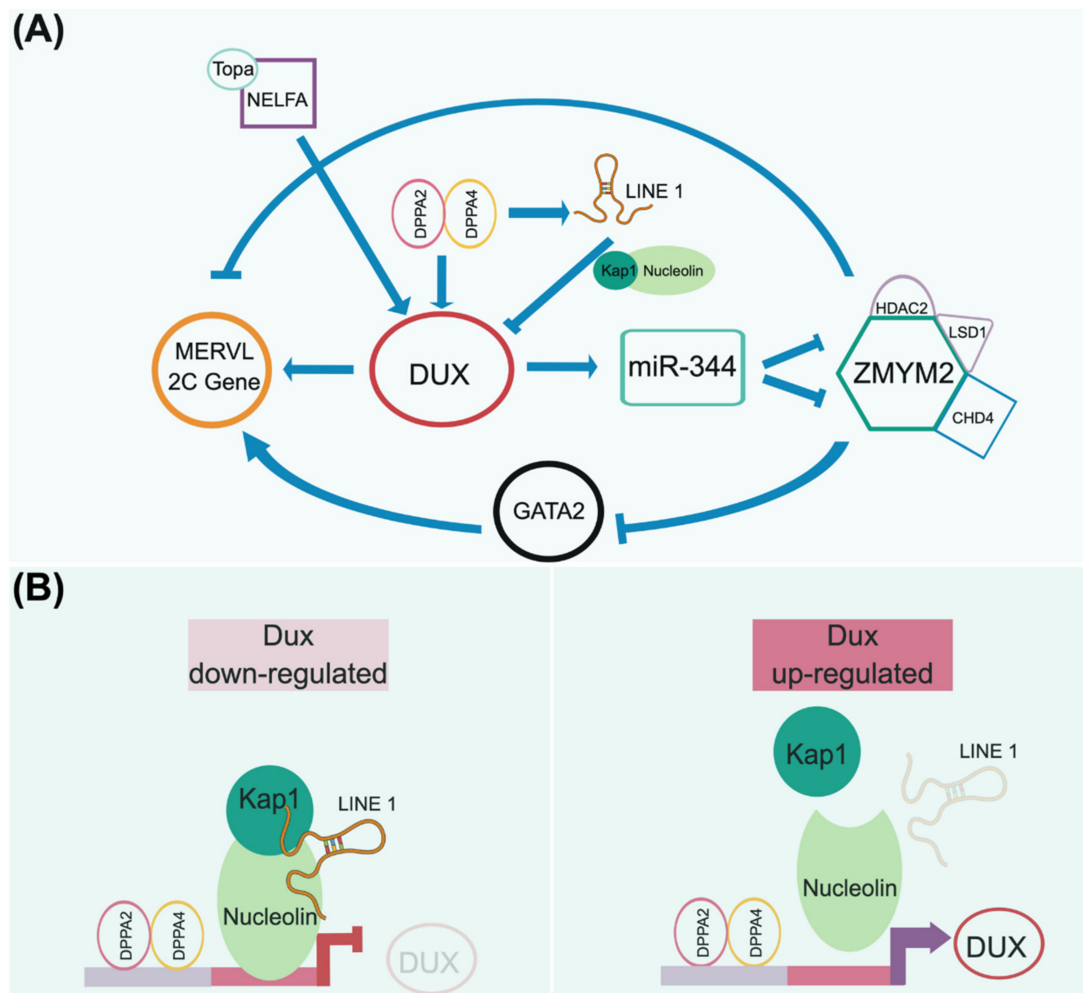 (A)
Topa
NELFA
DPPA2
DPPA4
LINE 1
Kap1
Nucleolin
HDAC2
LSD1
ZMYM2
CHD4
MERVL
2C Gene
DUX
miR-344
GATA2
(B)
Dux
down-regulated
Kap1
LINE 1
Nucleolin
DPPA2
DPPA4
DUX
Dux
up-regulated
Kap1
LINE 1
Nucleolin
DPPA2
DPPA4
DUX